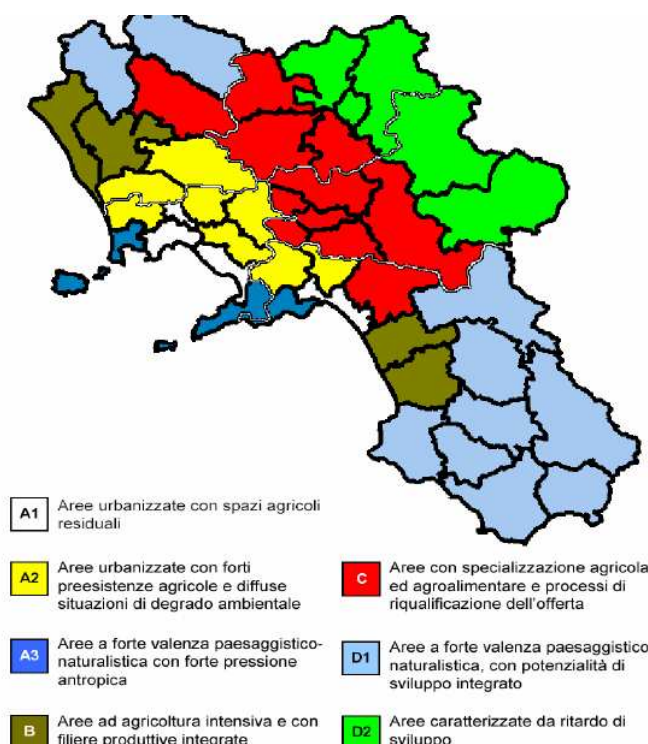 A1 Aree urbanizzate con spazi agricoli
residuali
A2 Aree urbanizzate con forti
preesistenze agricole e diffuse
situazioni di degrado ambientale
A3 Aree a forte valenza paesaggistico-
naturalistica con forte pressione
antropica
B Aree ad agricoltura intensiva e con
filiere produttive integrate
C Aree con specializzazione agricola
ed agroalimentare e processi di
riqualificazione dell'offerta
D1 Aree a forte valenza paesaggistico
naturalistica, con potenzialità di
sviluppo integrato
D2 Aree caratterizzate da ritardo di
sviluppo